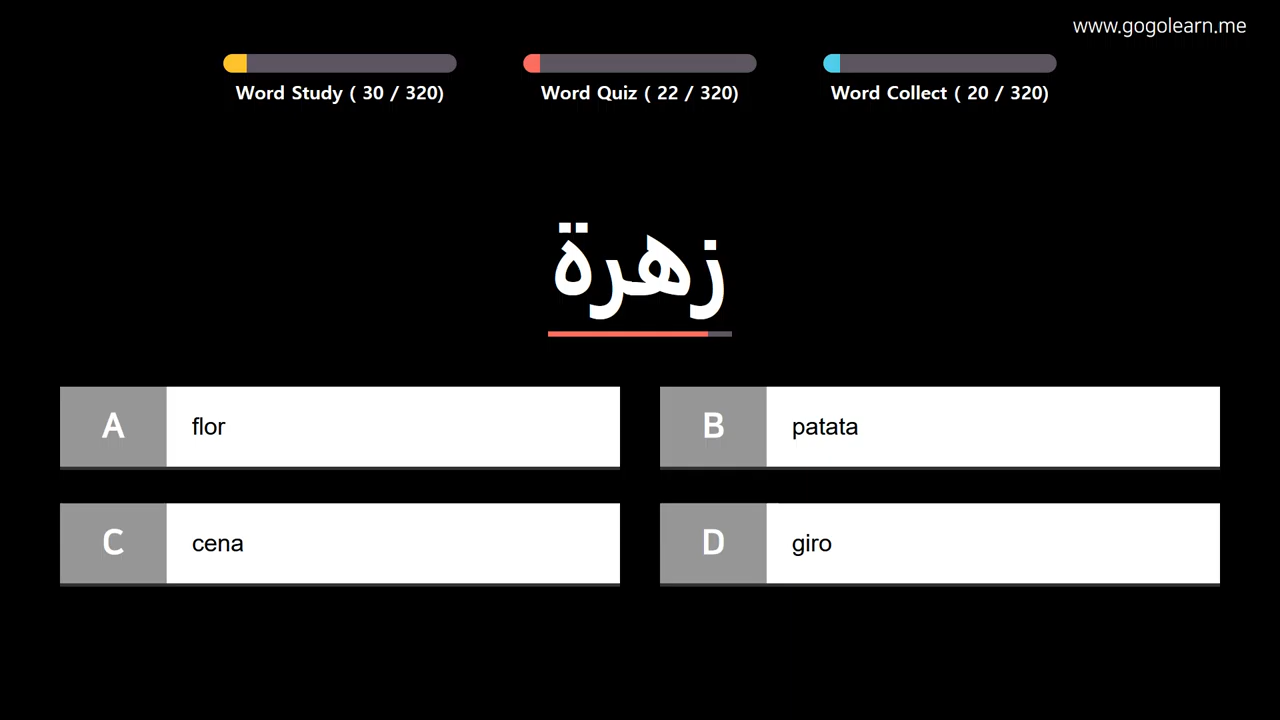 www.gogolearn.me
Word Study ( 30 / 320)
Word Quiz ( 22 / 320)
Word Collect ( 20 / 320)
زهرة
A flor
B patata
C cena
D giro